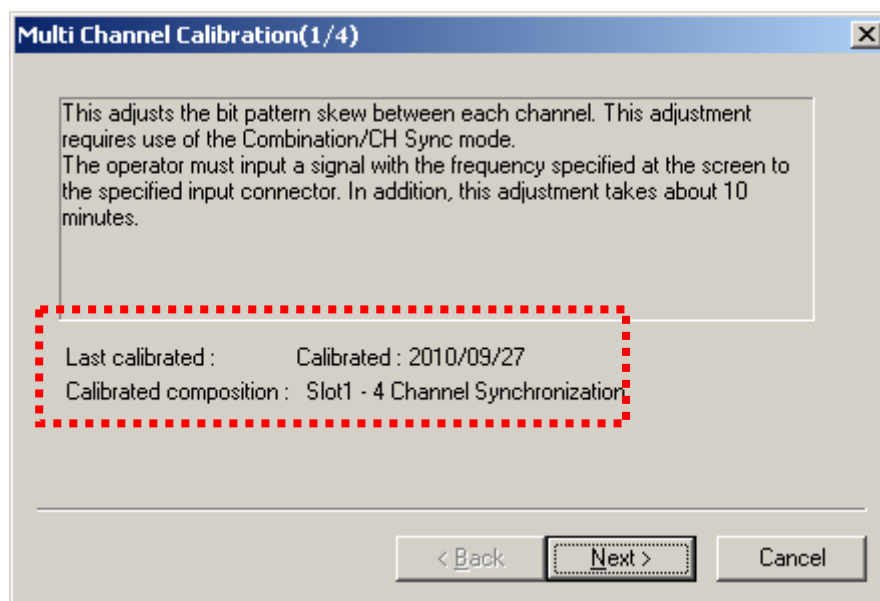 Multi Channel Calibration(1/4)
This adjusts the bit pattern skew between each channel. This adjustment
requires use of the Combination/CH Sync mode.
The operator must input a signal with the frequency specified at the screen to
the specified input connector. In addition, this adjustment takes about 10
minutes.
Last calibrated : Calibrated : 2010/09/27
Calibrated composition : Slot1 - 4 Channel Synchronization
< Back Next > Cancel